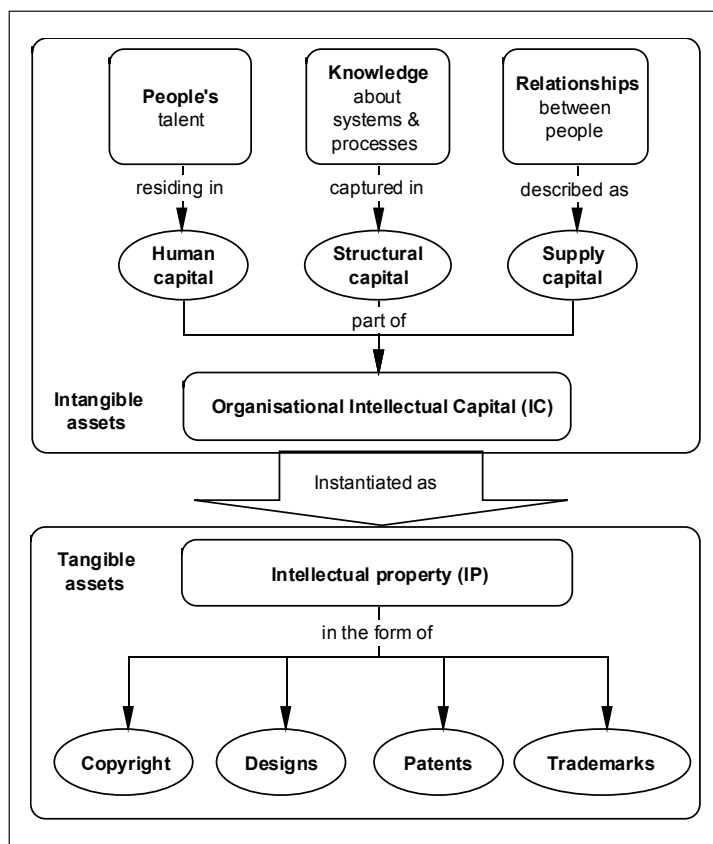 People's
talent
Knowledge
about
systems &
processes
Relationships
between
people
residing in
captured in
described as
Human
capital
Structural
capital
Supply
capital
part of
Intangible
assets
Organisational Intellectual Capital (IC)
Instantiated as
Tangible
assets
Intellectual property (IP)
in the form of
Copyright
Designs
Patents
Trademarks